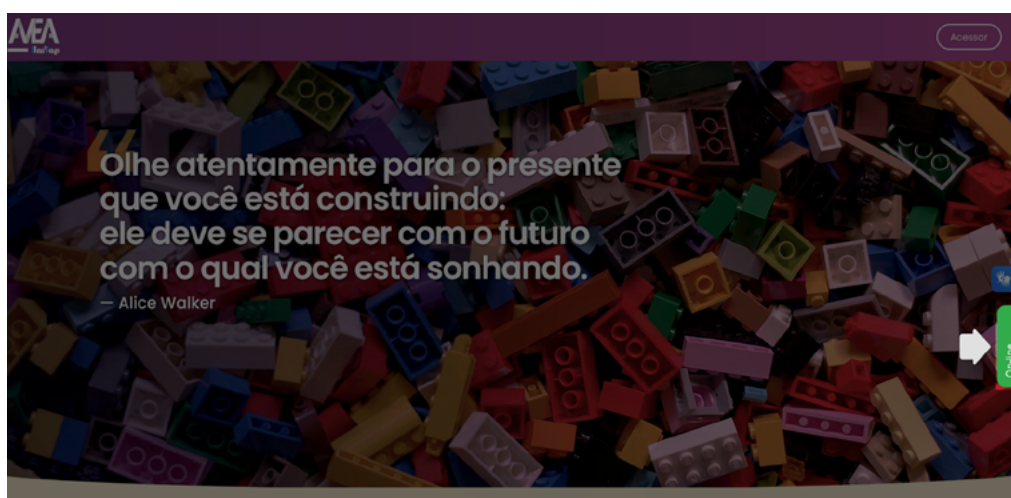 AVEA
Acessar
“Olhe atentamente para o presente
que você está construindo:
ele deve se parecer com o futuro
com o qual você está sonhando.
— Alice Walker
Online